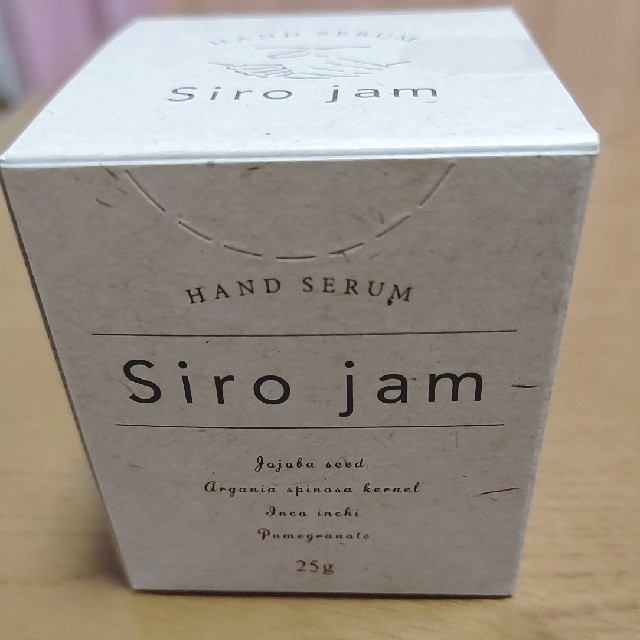 HAND SERUM
Siro jam
HAND SERUM
Siro jam
Jojoba seed
Argania spinosa kernel
Inca inchi
Pomegranate
25g